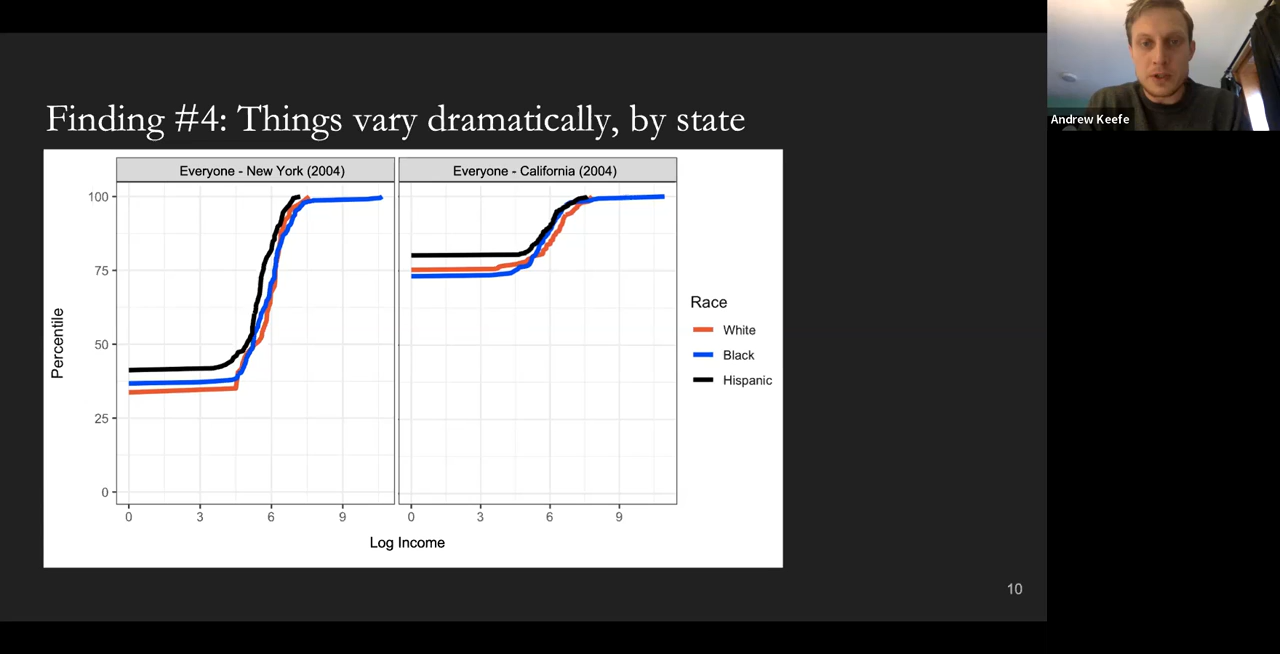 Finding #4: Things vary dramatically, by state
Andrew Keefe
Everyone - New York (2004)
Everyone - California (2004)
Percentile
100
75
50
25
0
0 3 6 9
0 3 6 9
Log Income
Race
White
Black
Hispanic
10